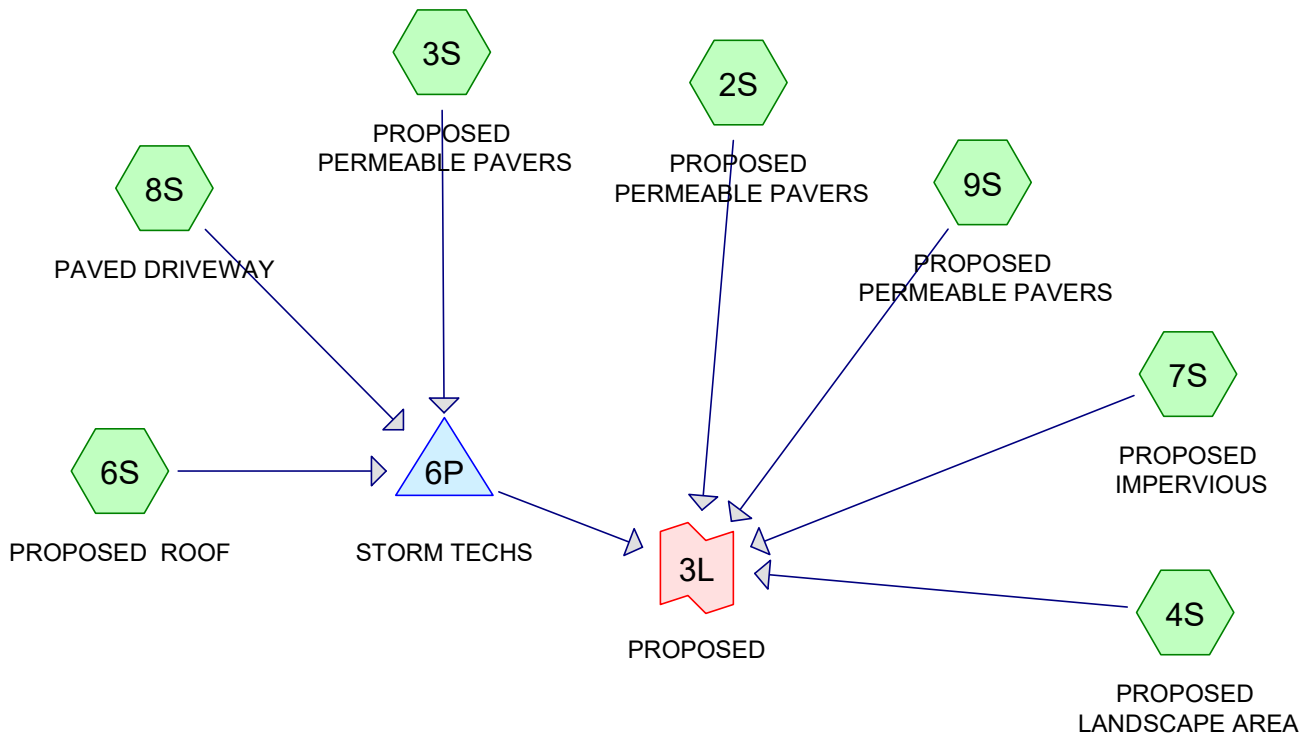 3S
PROPOSED
PERMEABLE PAVERS
2S
PROPOSED
PERMEABLE PAVERS
8S
PAVED DRIVEWAY
9S
PROPOSED
PERMEABLE PAVERS
7S
PROPOSED
IMPERVIOUS
6S
PROPOSED  ROOF
6P
STORM TECHS
3L
PROPOSED
4S
PROPOSED
LANDSCAPE AREA